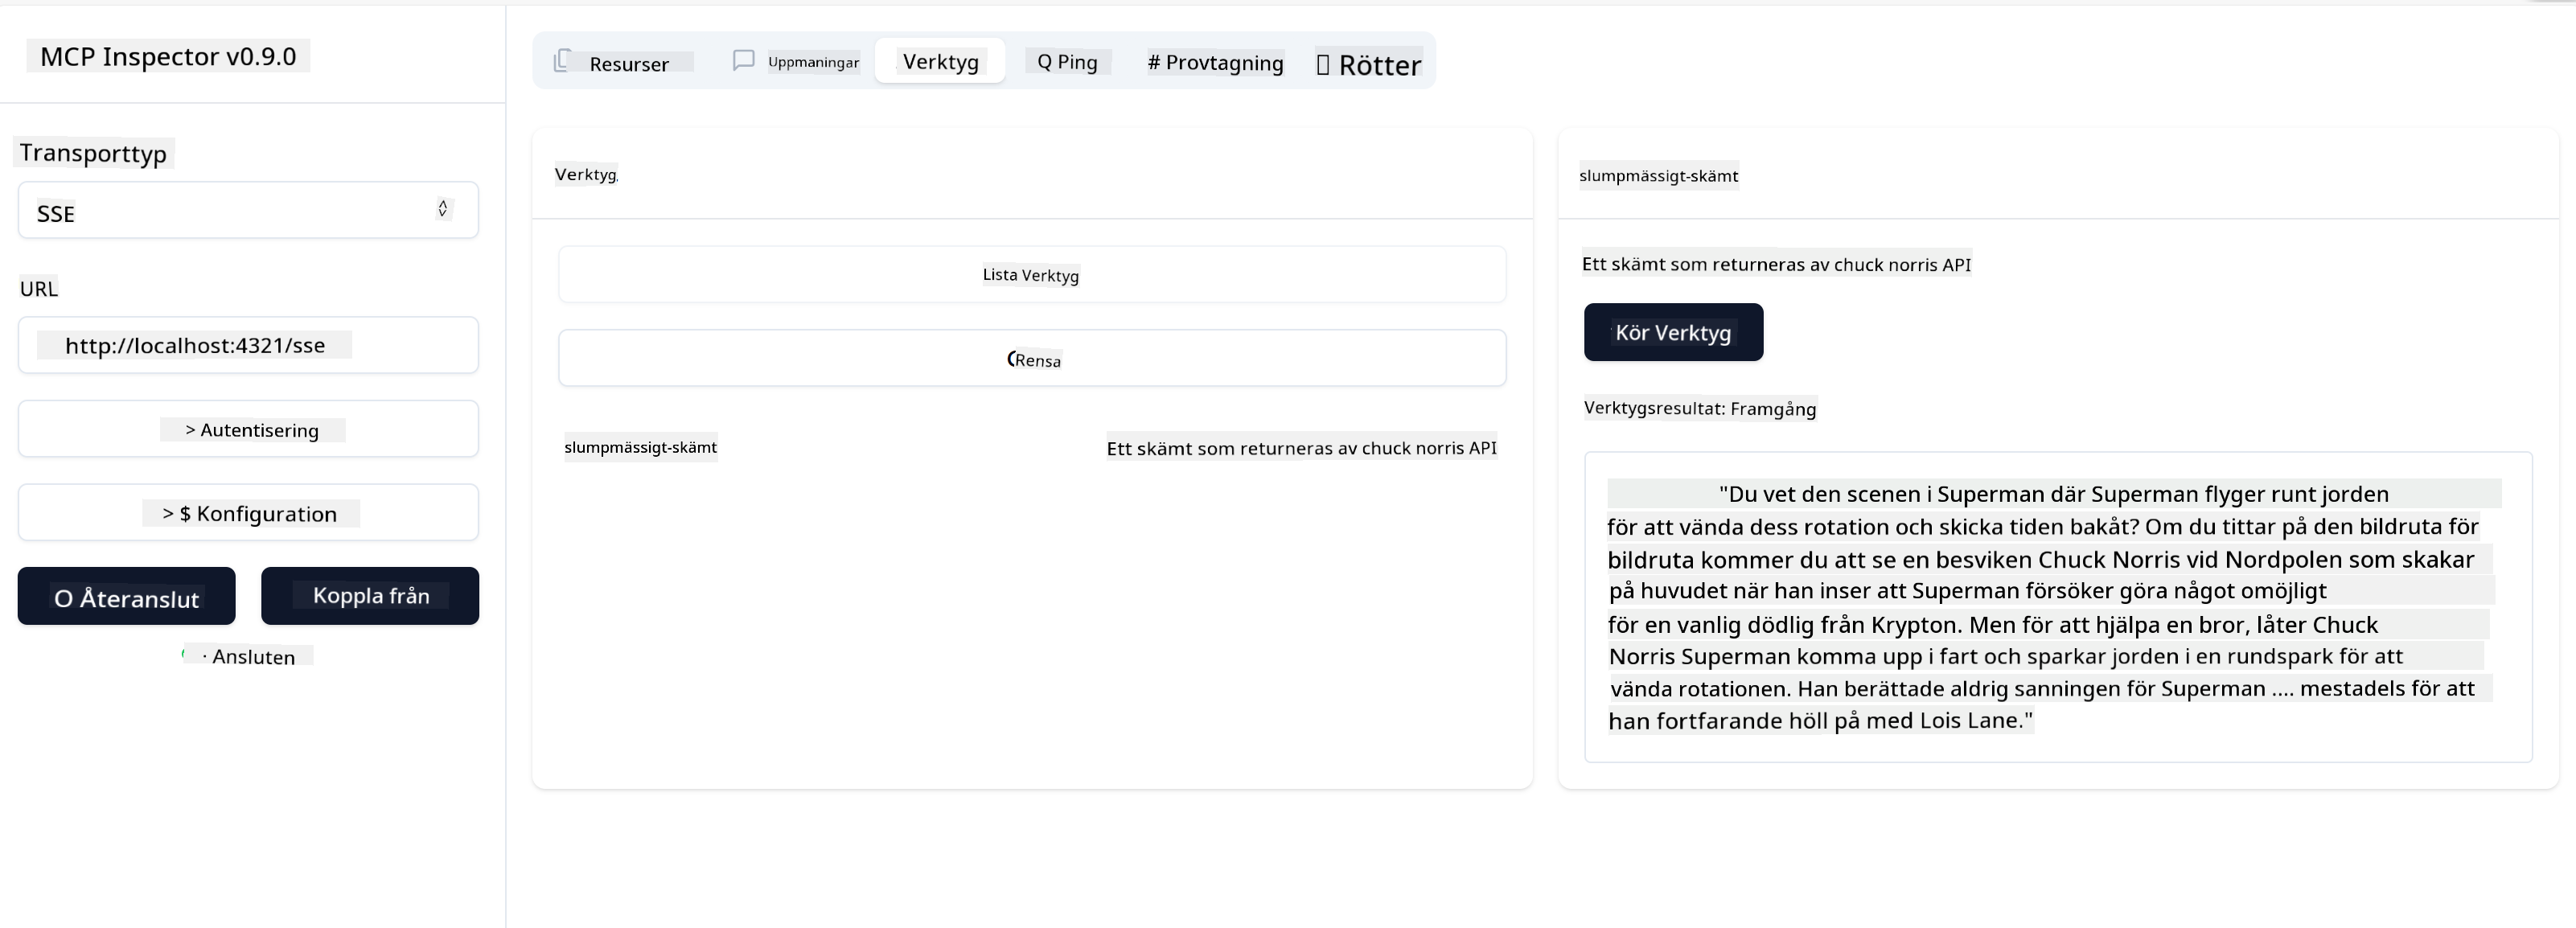 MCP Inspector v0.9.0
Transporttyp
SSE
URL
http://localhost:4321/sse
> Autentisering
> $ Konfiguration
O Återanslut
Koppla från
· Ansluten
Resurser
Uppmaningar
Verktyg
Q Ping
# Provtagning
Rötter
Verktyg
Lista Verktyg
Rensa
slumpmässigt-skämt
Ett skämt som returneras av chuck norris API
slumpmässigt-skämt
Ett skämt som returneras av chuck norris API
Kör Verktyg
Verktygsresultat: Framgång
"Du vet den scenen i Superman där Superman flyger runt jorden
för att vända dess rotation och skicka tiden bakåt? Om du tittar på den bildruta för
bildruta kommer du att se en besviken Chuck Norris vid Nordpolen som skakar
på huvudet när han inser att Superman försöker göra något omöjligt
för en vanlig dödlig från Krypton. Men för att hjälpa en bror, låter Chuck
Norris Superman komma upp i fart och sparkar jorden i en rundspark för att
vända rotationen. Han berättade aldrig sanningen för Superman .... mestadels för att
han fortfarande höll på med Lois Lane."